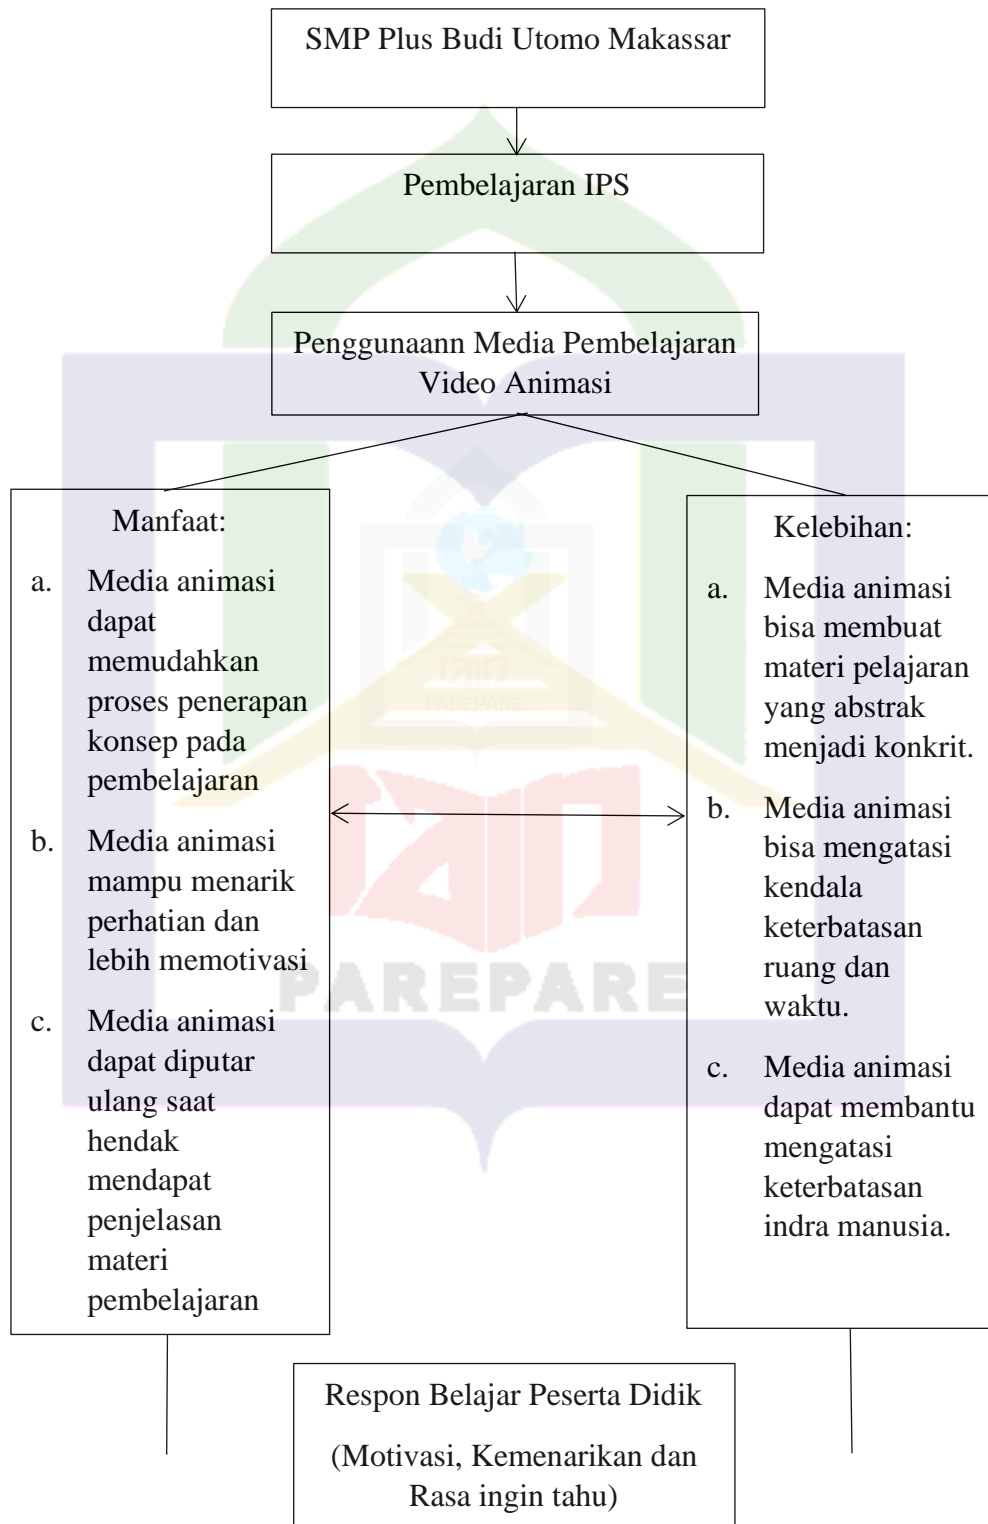 SMP Plus Budi Utomo Makassar
Pembelajaran IPS
Penggunaann Media Pembelajaran
Video Animasi
Manfaat:
a. Media animasi
dapat
memudahkan
proses penerapan
konsep pada
pembelajaran
b. Media animasi
mampu menarik
perhatian dan
lebih memotivasi
c. Media animasi
dapat diputar
ulang saat
hendak
mendapat
penjelasan
materi
pembelajaran
Kelebihan:
a. Media animasi
bisa membuat
materi pelajaran
yang abstrak
menjadi konkrit.
b. Media animasi
bisa mengatasi
kendala
keterbatasan
ruang dan
waktu.
c. Media animasi
dapat membantu
mengatasi
keterbatasan
indra manusia.
PAREPARE
PAREPARE
Respon Belajar Peserta Didik
(Motivasi, Kemenarikan dan
Rasa ingin tahu)